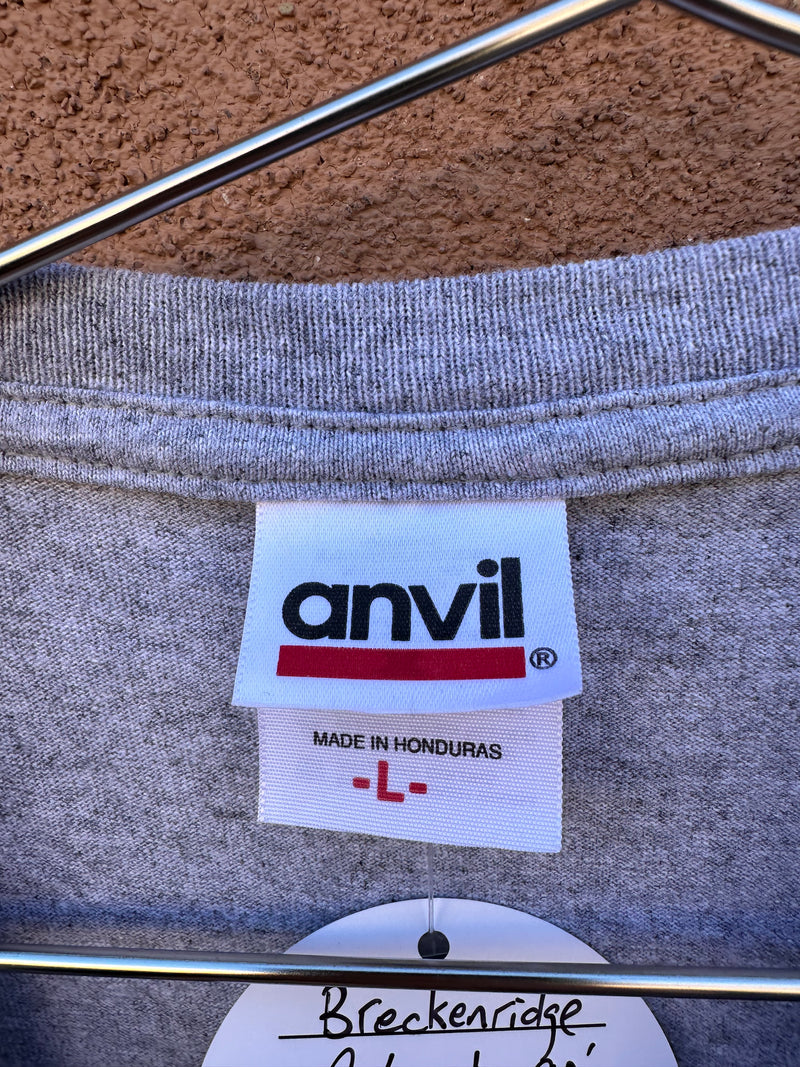 anvil
®
MADE IN HONDURAS
-L-
Breckenridge